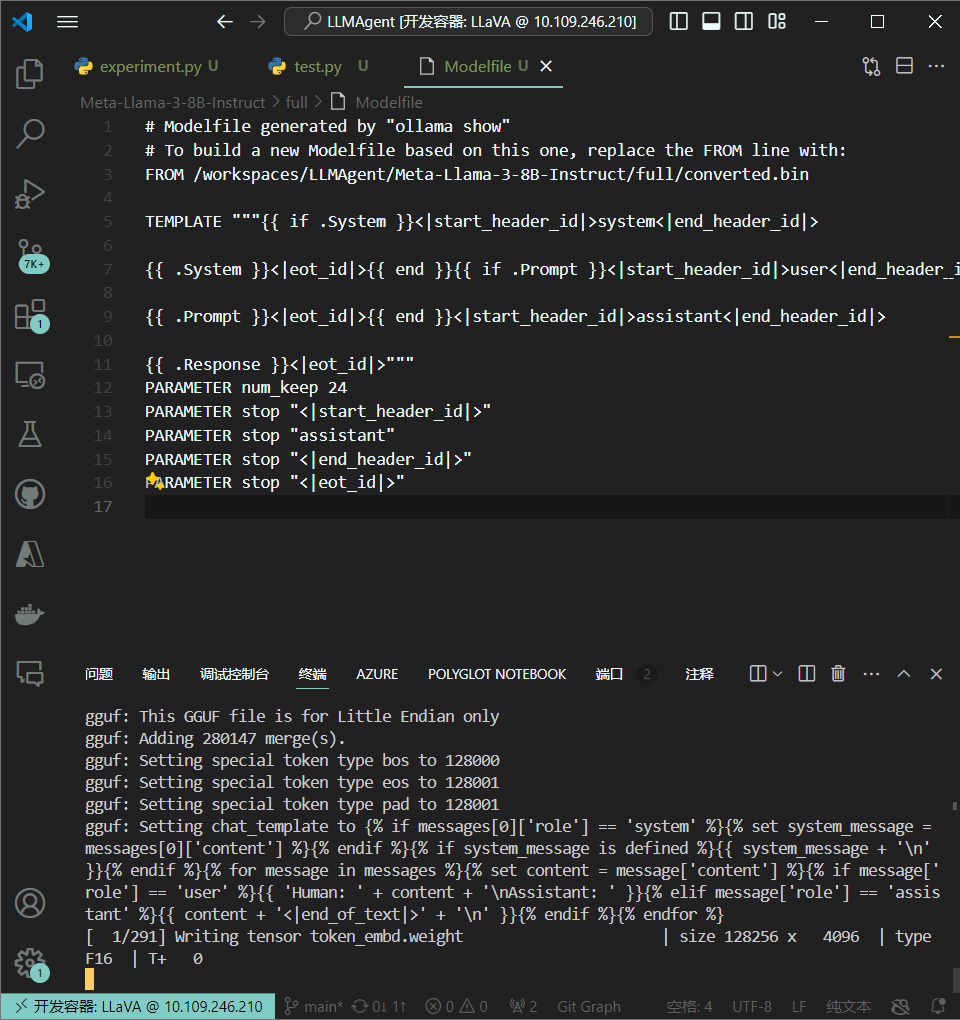 LLMAgent [开发容器: LLaVA @ 10.109.246.210]
experiment.py U
test.py U
Modelfile U
Meta-Llama-3-8B-Instruct > full > Modelfile
1 # Modelfile generated by "ollama show"
2 # To build a new Modelfile based on this one, replace the FROM line with:
3 FROM /workspaces/LLMAgent/Meta-Llama-3-8B-Instruct/full/converted.bin
4
5 TEMPLATE """{{ if .System }}<|start_header_id|>system<|end_header_id|>
6
7 {{ .System }}<|eot_id|>{{ end }}{{ if .Prompt }}<|start_header_id|>user<|end_header_i
8
9 {{ .Prompt }}<|eot_id|>{{ end }}<|start_header_id|>assistant<|end_header_id|>
10
11 {{ .Response }}<|eot_id|>"""
12 PARAMETER num_keep 24
13 PARAMETER stop "<|start_header_id|>"
14 PARAMETER stop "assistant"
15 PARAMETER stop "<|end_header_id|>"
16 PARAMETER stop "<|eot_id|>"
17
7K+
1
问题 输出 调试控制台 终端 AZURE POLYGLOT NOTEBOOK 端口 2 注释
gguf: This GGUF file is for Little Endian only
gguf: Adding 280147 merge(s).
gguf: Setting special token type bos to 128000
gguf: Setting special token type eos to 128001
gguf: Setting special token type pad to 128001
gguf: Setting chat_template to {% if messages[0]['role'] == 'system' %}{% set system_message =
messages[0]['content'] %}{% endif %}{% if system_message is defined %}{{ system_message + '\n'
}}{% endif %}{% for message in messages %}{% set content = message['content'] %}{% if message['
role'] == 'user' %}{{ 'Human: ' + content + '\nAssistant: ' }}{% elif message['role'] == 'assis
tant' %}{{ content + '<|end_of_text|>' + '\n' }}{% endif %}{% endfor %}
[  1/291] Writing tensor token_embd.weight | size 128256 x 4096 | type
F16 | T+ 0
1
开发容器: LLaVA @ 10.109.246.210 main* 0↓ 1↑ 0 0 2 Git Graph 空格: 4 UTF-8 LF 纯文本